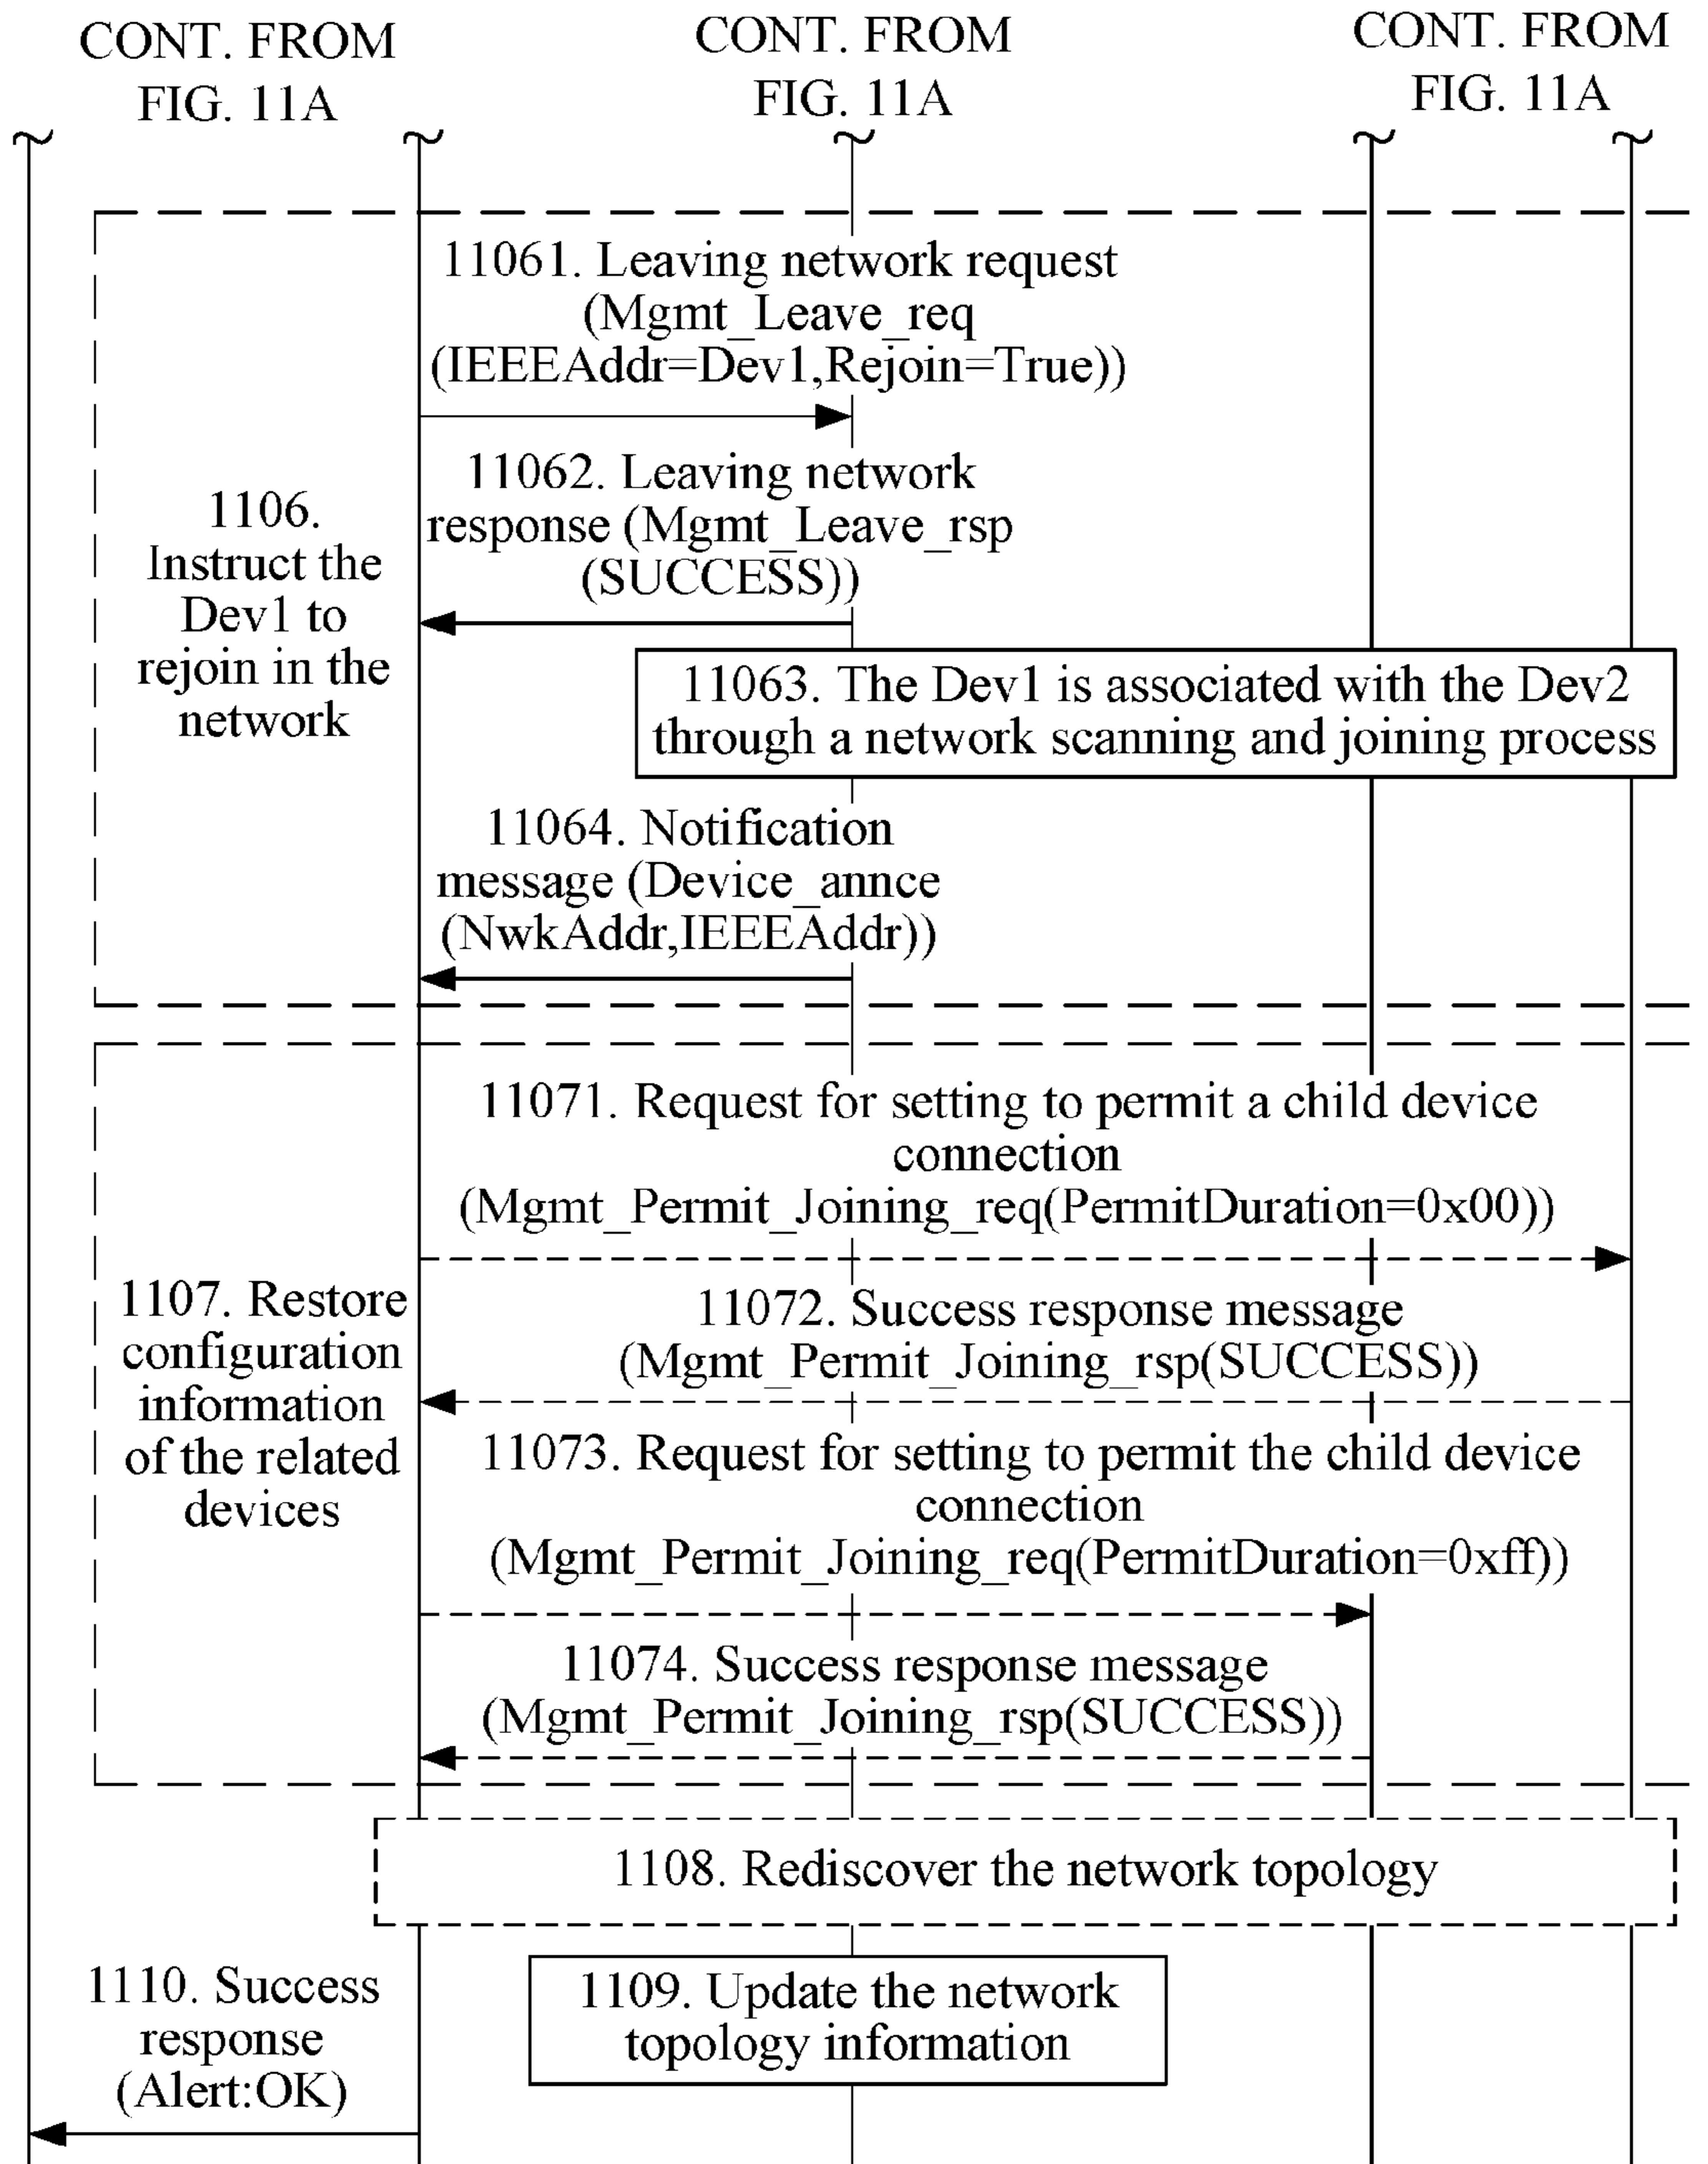 CONT. FROM
FIG. 11A
CONT. FROM
FIG. 11A
CONT. FROM
FIG. 11A
11061. Leaving network request
(Mgmt_Leave_req
(IEEEAddr=Dev1,Rejoin=True))
11062. Leaving network
response (Mgmt_Leave_rsp
(SUCCESS))
1106.
Instruct the
Dev1 to
rejoin in the
network
11063. The Dev1 is associated with the Dev2
through a network scanning and joining process
11064. Notification
message (Device_annce
(NwkAddr,IEEEAddr))
11071. Request for setting to permit a child device
connection
(Mgmt_Permit_Joining_req(PermitDuration=0x00))
1107. Restore
configuration
information
of the related
devices
11072. Success response message
(Mgmt_Permit_Joining_rsp(SUCCESS))
11073. Request for setting to permit the child device
connection
(Mgmt_Permit_Joining_req(PermitDuration=0xff))
11074. Success response message
(Mgmt_Permit_Joining_rsp(SUCCESS))
1108. Rediscover the network topology
1109. Update the network
topology information
1110. Success
response
(Alert:OK)